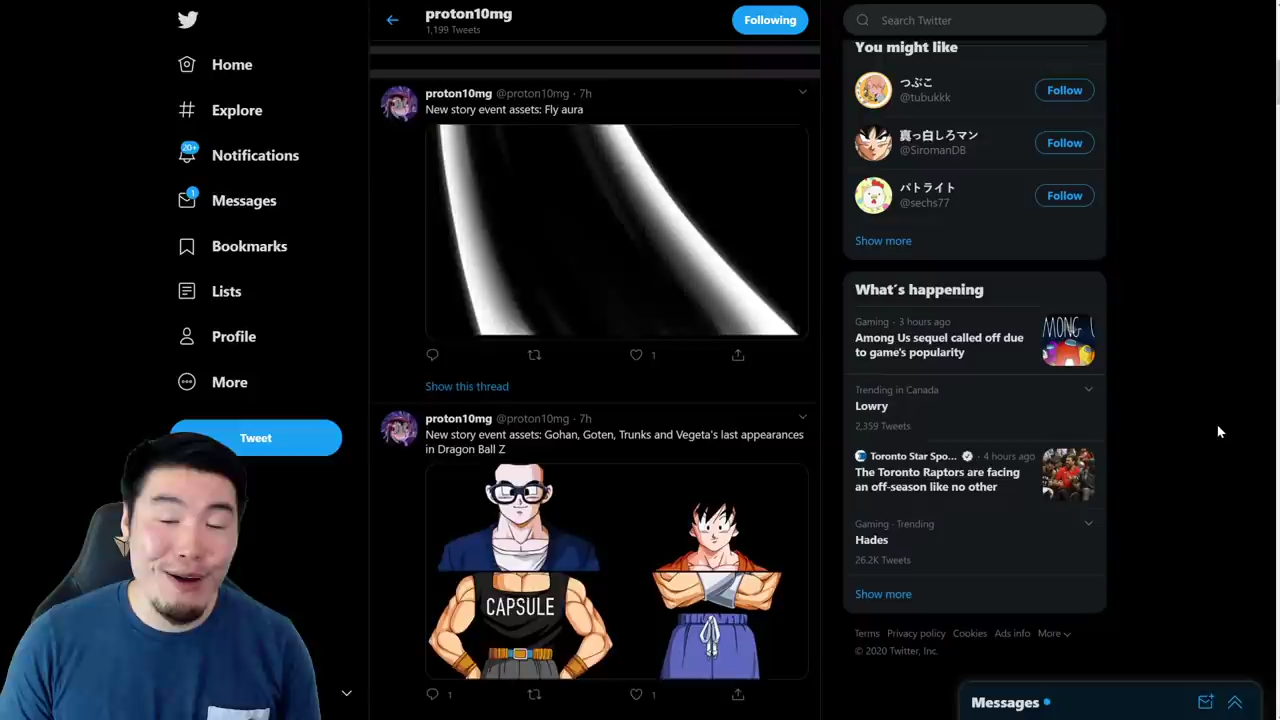 Home
Explore
20+
Notifications
1
Messages
Bookmarks
Lists
Profile
More
Tweet
proton10mg
1,199 Tweets
Following
proton10mg @proton10mg · 7h
New story event assets: Fly aura
1
Show this thread
proton10mg @proton10mg · 7h
New story event assets: Gohan, Goten, Trunks and Vegeta's last appearances
in Dragon Ball Z
CAPSULE
1
1
Search Twitter
You might like
つぶこ
@tubukkk
Follow
真っ白しろマン
@SiromanDB
Follow
パトライト
@sechs77
Follow
Show more
What's happening
Gaming · 3 hours ago
Among Us sequel called off due
to game's popularity
MONG U
Trending in Canada
Lowry
2,359 Tweets
Toronto Star Spo... · 4 hours ago
The Toronto Raptors are facing
an off-season like no other
Gaming · Trending
Hades
26.2K Tweets
Show more
Terms Privacy policy Cookies Ads info More
© 2020 Twitter, Inc.
Messages